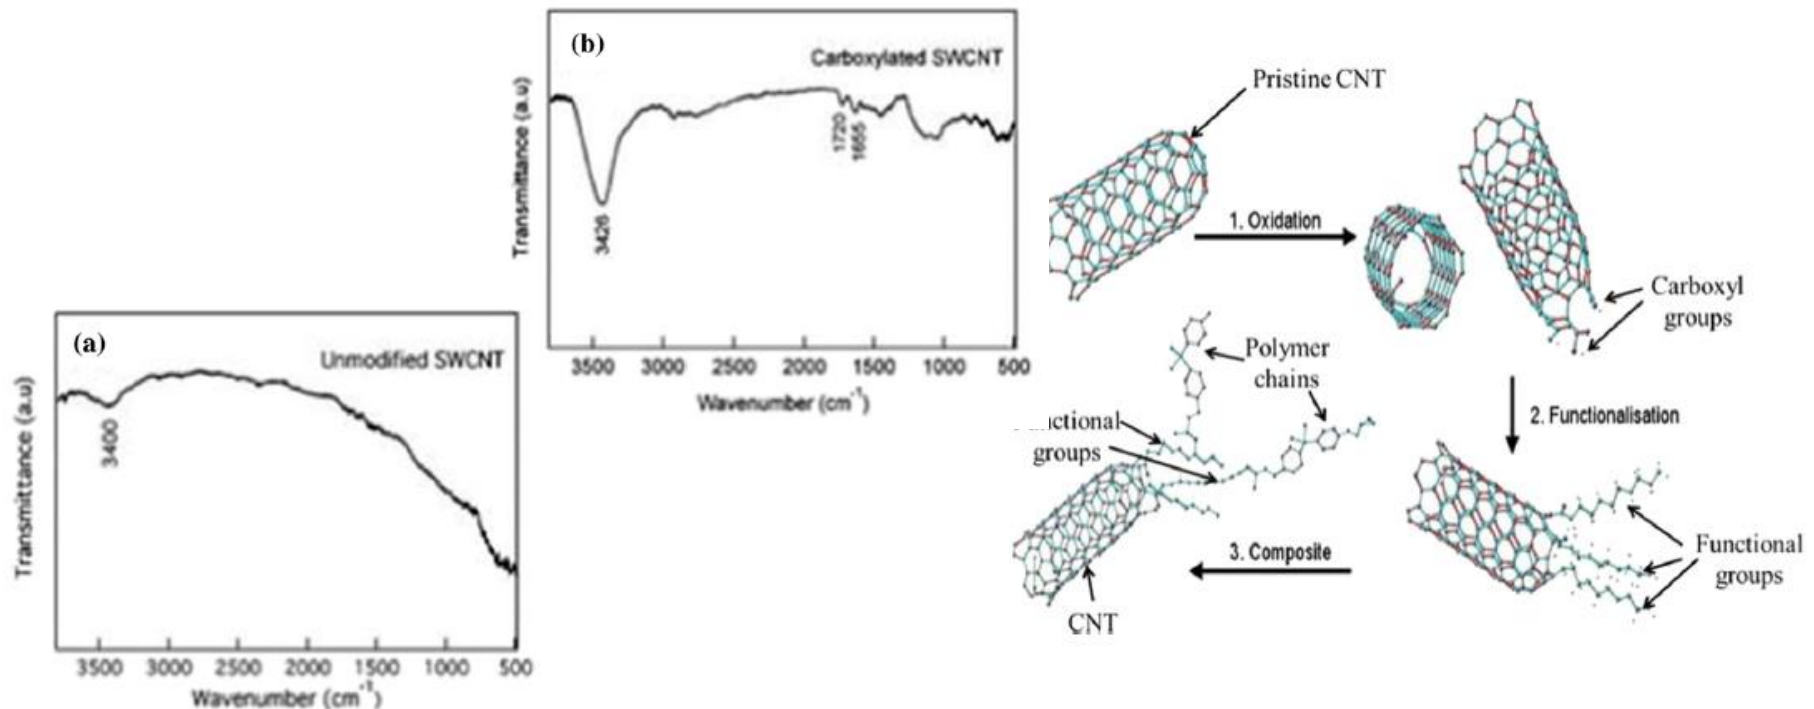 (b)
Carboxylated SWCNT
Transmittance (a.u)
1720
1655
3426
3500 3000 2500 2000 1500 1000 500
Wavenumber (cm⁻¹)
(a)
Unmodified SWCNT
Transmittance (a.u)
3400
3500 3000 2500 2000 1500 1000 500
Wavenumber (cm⁻¹)
Pristine CNT
1. Oxidation
Carboxyl
groups
2. Functionalisation
Functional
groups
3. Composite
Polymer
chains
groups
CNT